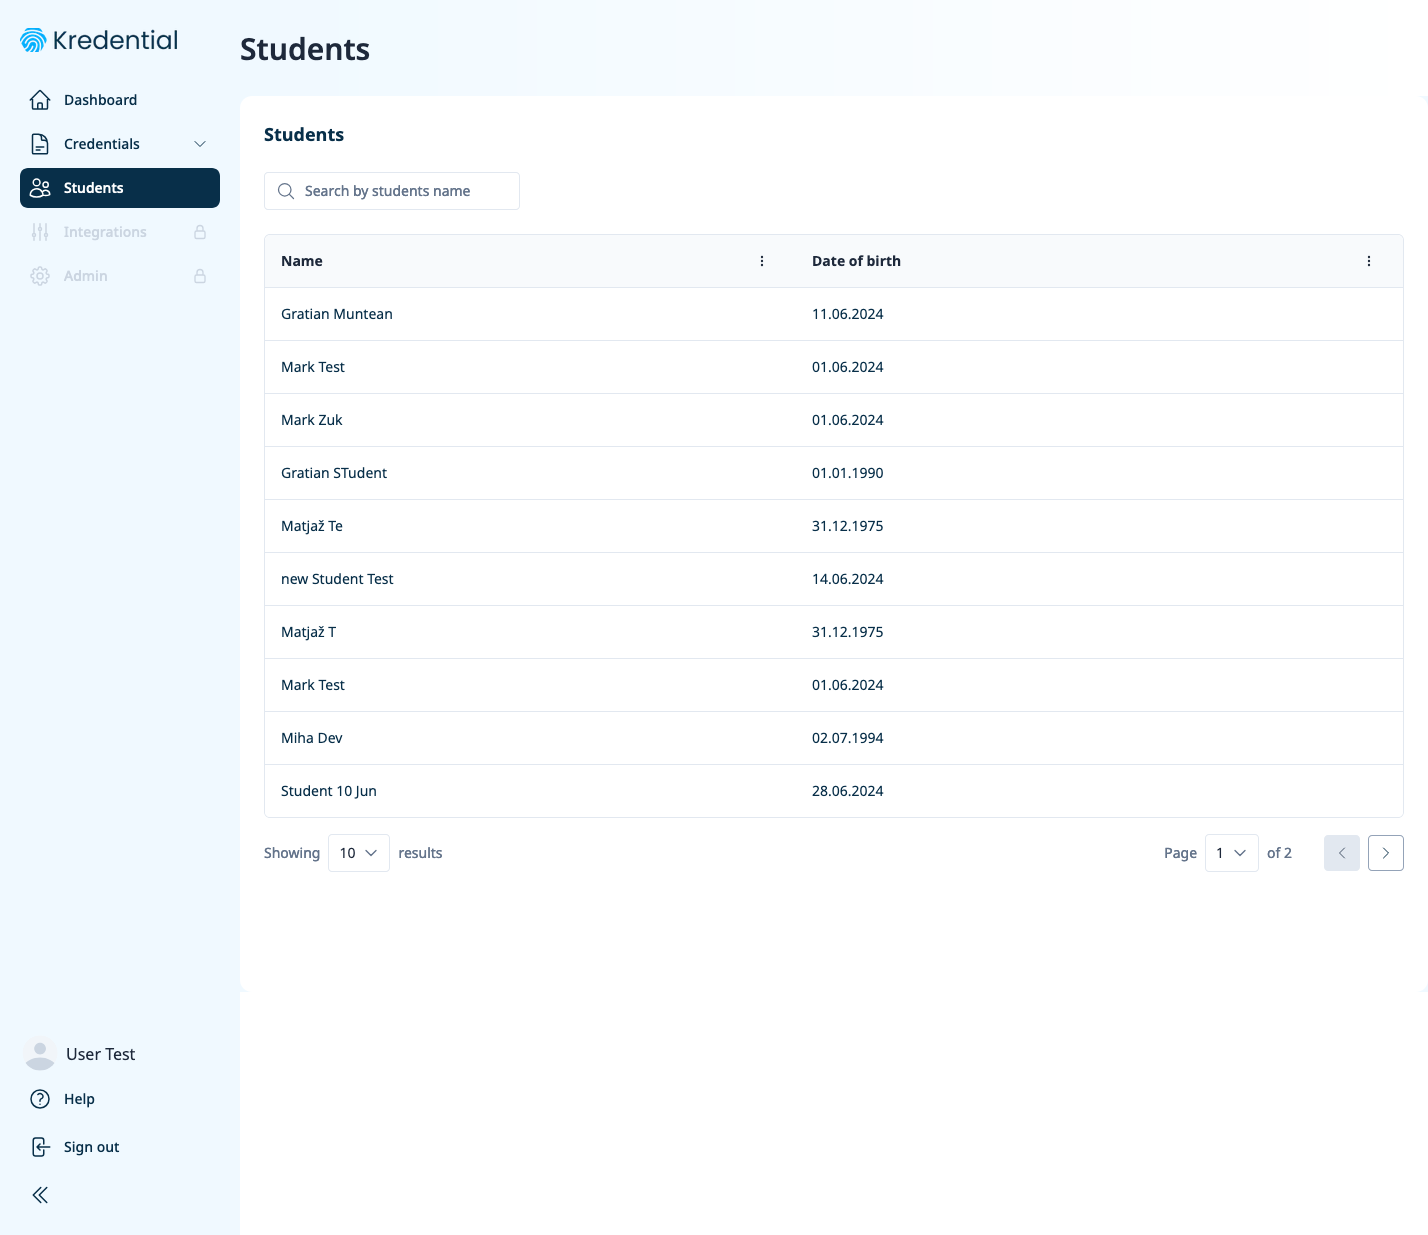 Kredential
Dashboard
Credentials
Students
Integrations
Admin
User Test
Help
Sign out
Students
Students
Search by students name
Name Date of birth
Gratian Muntean 11.06.2024
Mark Test 01.06.2024
Mark Zuk 01.06.2024
Gratian STudent 01.01.1990
Matjaž Te 31.12.1975
new Student Test 14.06.2024
Matjaž T 31.12.1975
Mark Test 01.06.2024
Miha Dev 02.07.1994
Student 10 Jun 28.06.2024
Showing 10 results Page 1 of 2